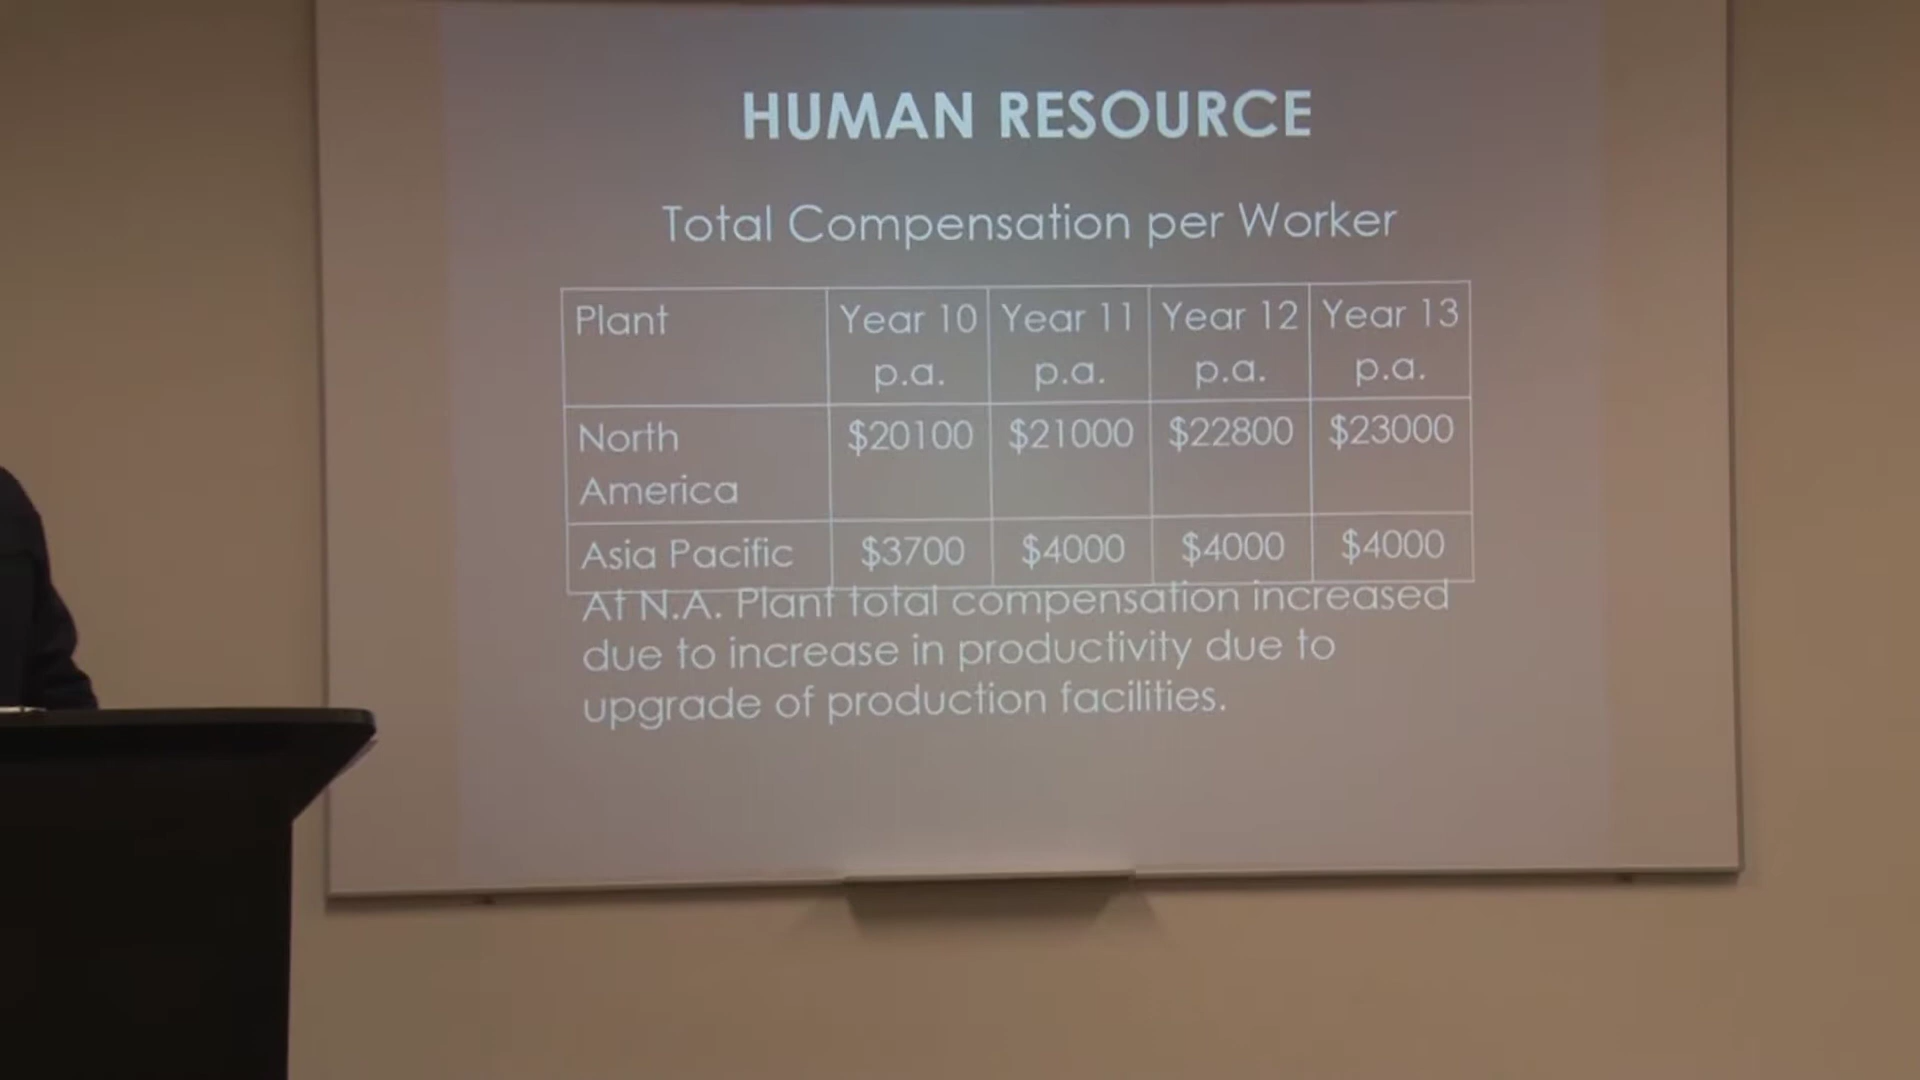 HUMAN RESOURCE
Total Compensation per Worker
Plant Year 10 p.a. Year 11 p.a. Year 12 p.a. Year 13 p.a.
North America $20100 $21000 $22800 $23000
Asia Pacific $3700 $4000 $4000 $4000
At N.A. Plant total compensation increased
due to increase in productivity due to
upgrade of production facilities.